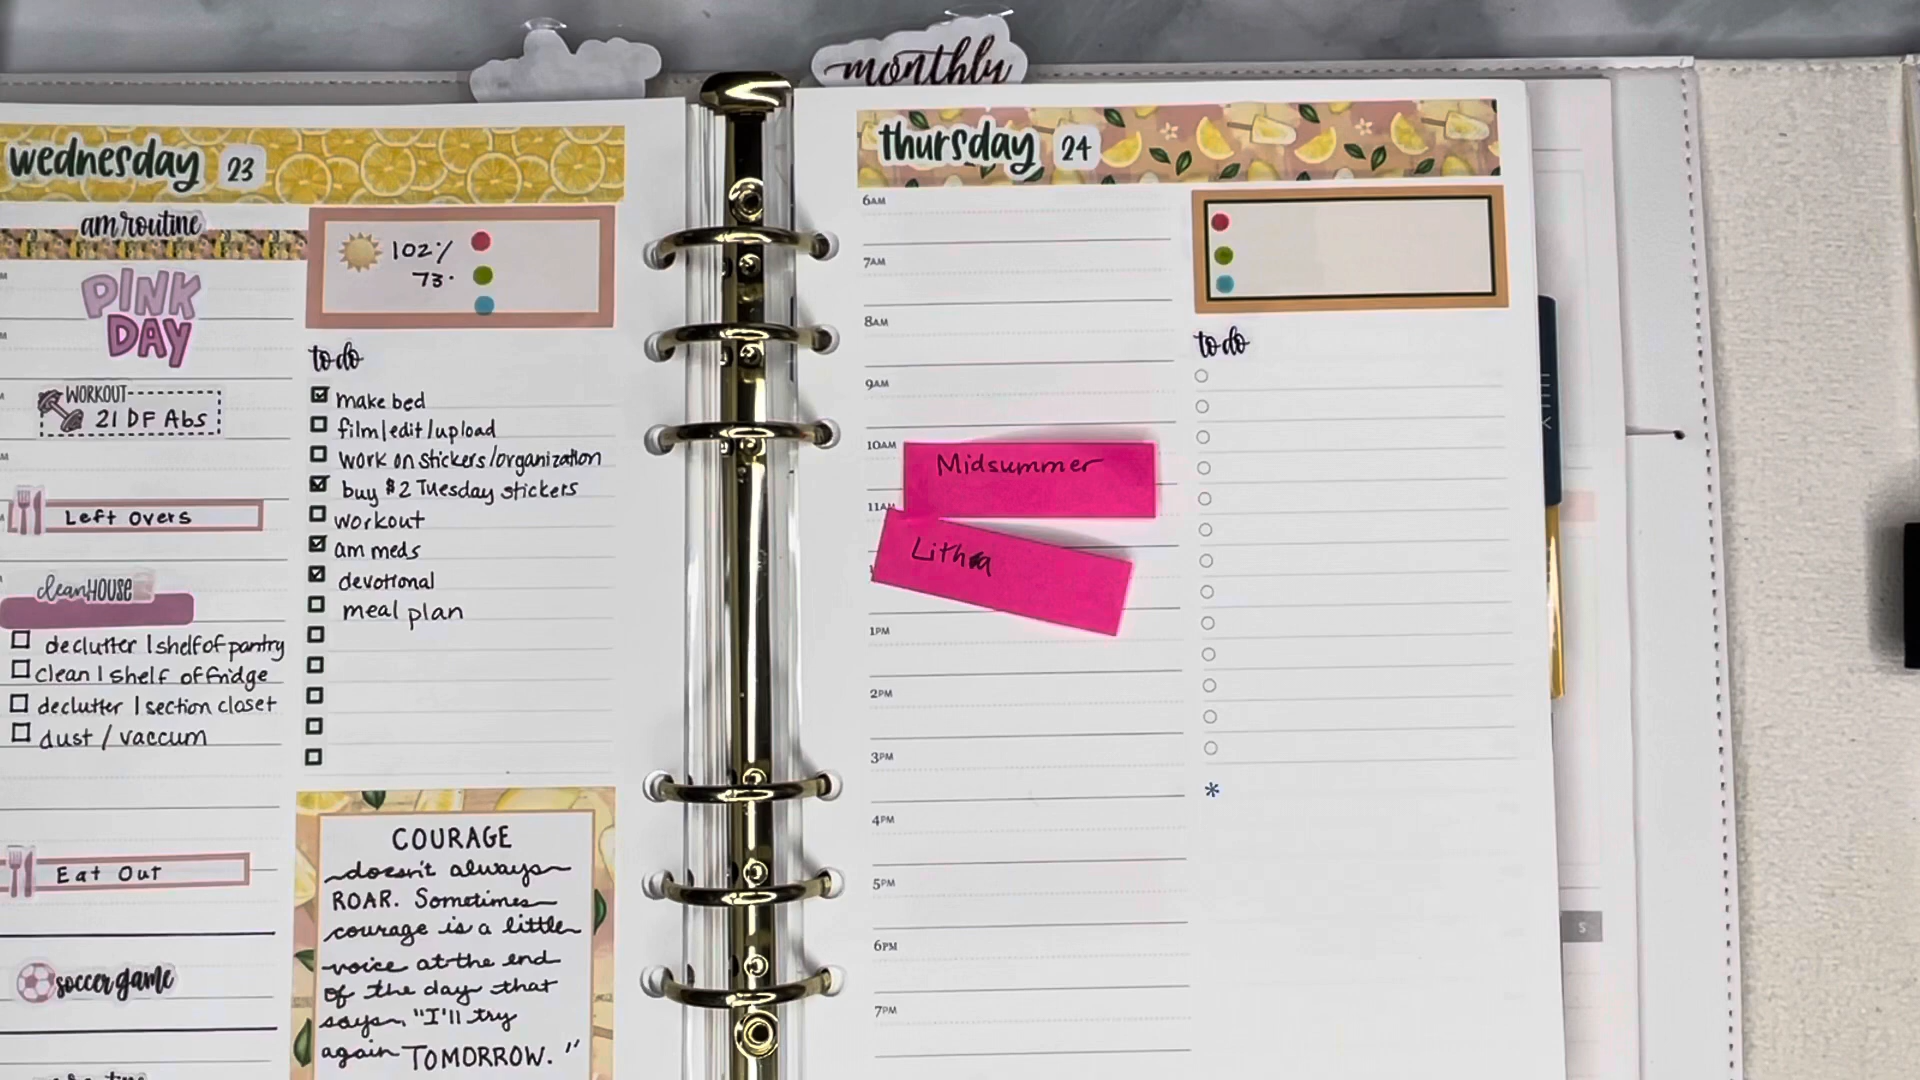 monthly
wednesday 23
am routine
PINK
DAY
WORKOUT
21 DF Abs
Left Overs
cleanHOUSE
declutter 1 shelf of pantry
clean 1 shelf of fridge
declutter 1 section closet
dust / vaccum
Eat Out
soccer game
102°/
73°
to do
make bed
film/edit/upload
work on stickers/organization
buy $2 Tuesday stickers
workout
am meds
devotional
meal plan
COURAGE
doesn't always
ROAR. Sometimes
courage is a little
voice at the end
of the day that
says, "I'll try
again TOMORROW."
thursday 24
6AM
7AM
8AM
9AM
10AM
Midsummer
11AM
Litha
1PM
2PM
3PM
4PM
5PM
6PM
7PM
to do
*
JULY
S